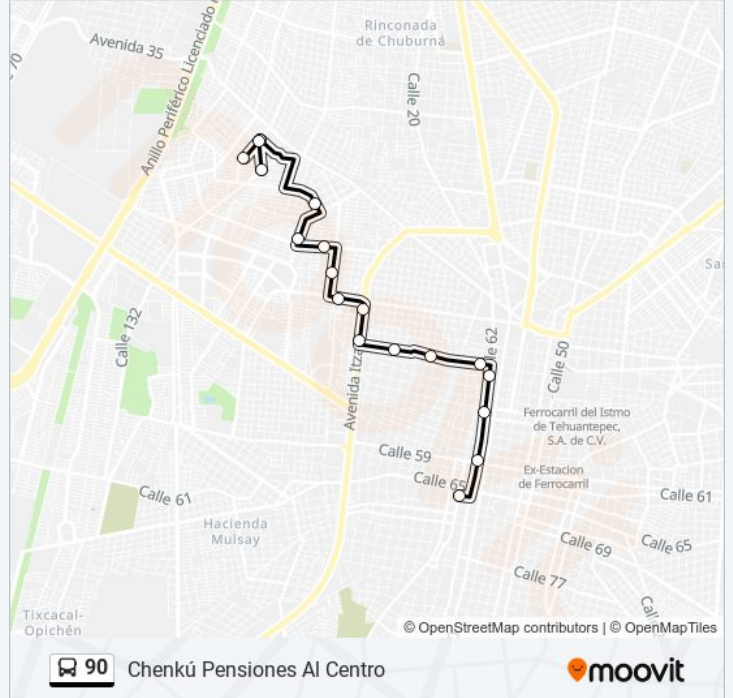 Rinconada
de Chuburná
Avenida 35
Anillo Periférico Licenciado
70
Calle 20
Calle 132
Calle 62
Calle 50
Avenida Itza
Ferrocarril del Istmo
de Tehuantepec,
S.A. de C.V.
Calle 59
Ex-Estacion
de Ferrocarril
Calle 65
Calle 61
Calle 61
Hacienda
Mulsay
Calle 69
Calle 65
Calle 77
Tixcacal-
Opichén
© OpenStreetMap contributors | © OpenMapTiles
90 Chenkú Pensiones Al Centro
moovit